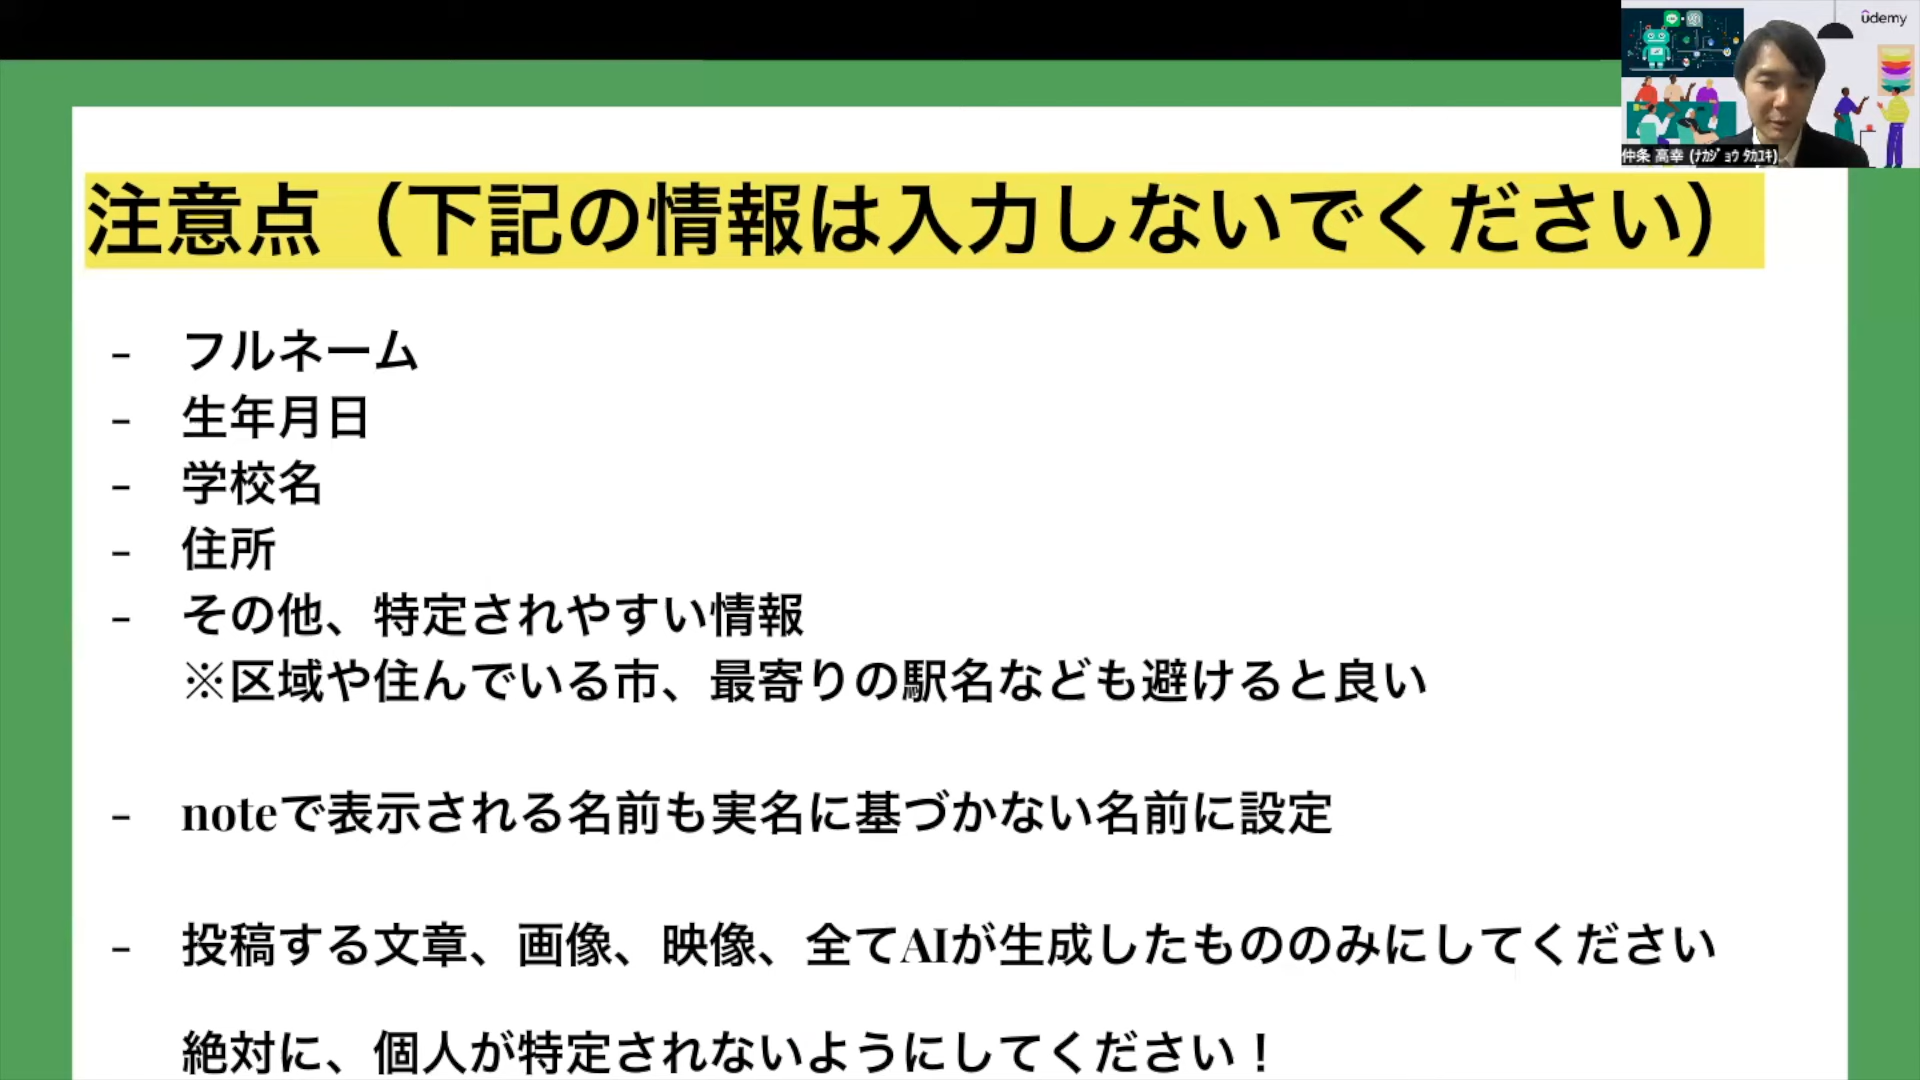 ûdemy
仲条 高幸 (ﾅｶｼﾞｮｳ ﾀｶﾕｷ)
注意点（下記の情報は入力しないでください）
- フルネーム
- 生年月日
- 学校名
- 住所
- その他、特定されやすい情報
※区域や住んでいる市、最寄りの駅名なども避けると良い
- noteで表示される名前も実名に基づかない名前に設定
- 投稿する文章、画像、映像、全てAIが生成したもののみにしてください
絶対に、個人が特定されないようにしてください！